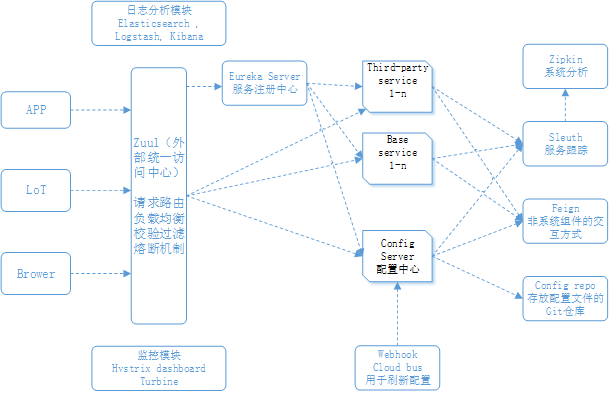 日志分析模块
Elasticsearch ,
Logstash, Kibana
APP
LoT
Brower
Zuul（外
部统一访
问中心）
请求路由
负载均衡
校验过滤
熔断机制
Eureka Server
服务注册中心
Third-party
service
1-n
Base
service
1-n
Config
Server
配置中心
Zipkin
系统分析
Sleuth
服务跟踪
Feign
非系统组件的交
互方式
Config repo
存放配置文件的
Git仓库
监控模块
Hystrix dashboard
Turbine
Webhook
Cloud bus
用于刷新配置